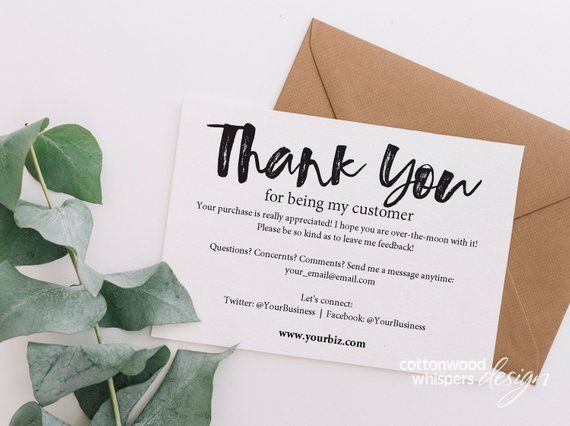 Thank You
for being my customer
Your purchase is really appreciated! I hope you are over-the-moon with it!
Please be so kind as to leave me feedback!
Questions? Concernts? Comments? Send me a message anytime:
your_email@email.com
Let's connect:
Twitter: @YourBusiness | Facebook: @YourBusiness
www.yourbiz.com
cottonwood
whispers design